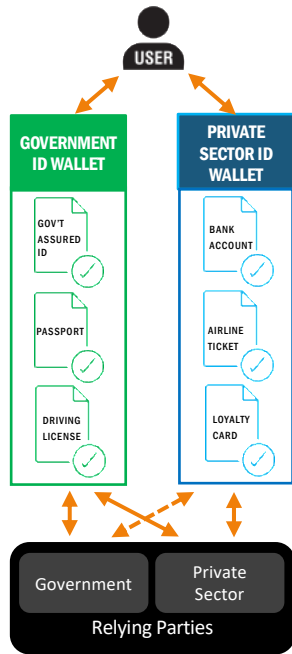 USER
GOVERNMENT
ID WALLET
PRIVATE
SECTOR ID
WALLET
GOV'T
ASSURED
ID
PASSPORT
DRIVING
LICENSE
BANK
ACCOUNT
AIRLINE
TICKET
LOYALTY
CARD
Government
Private
Sector
Relying Parties